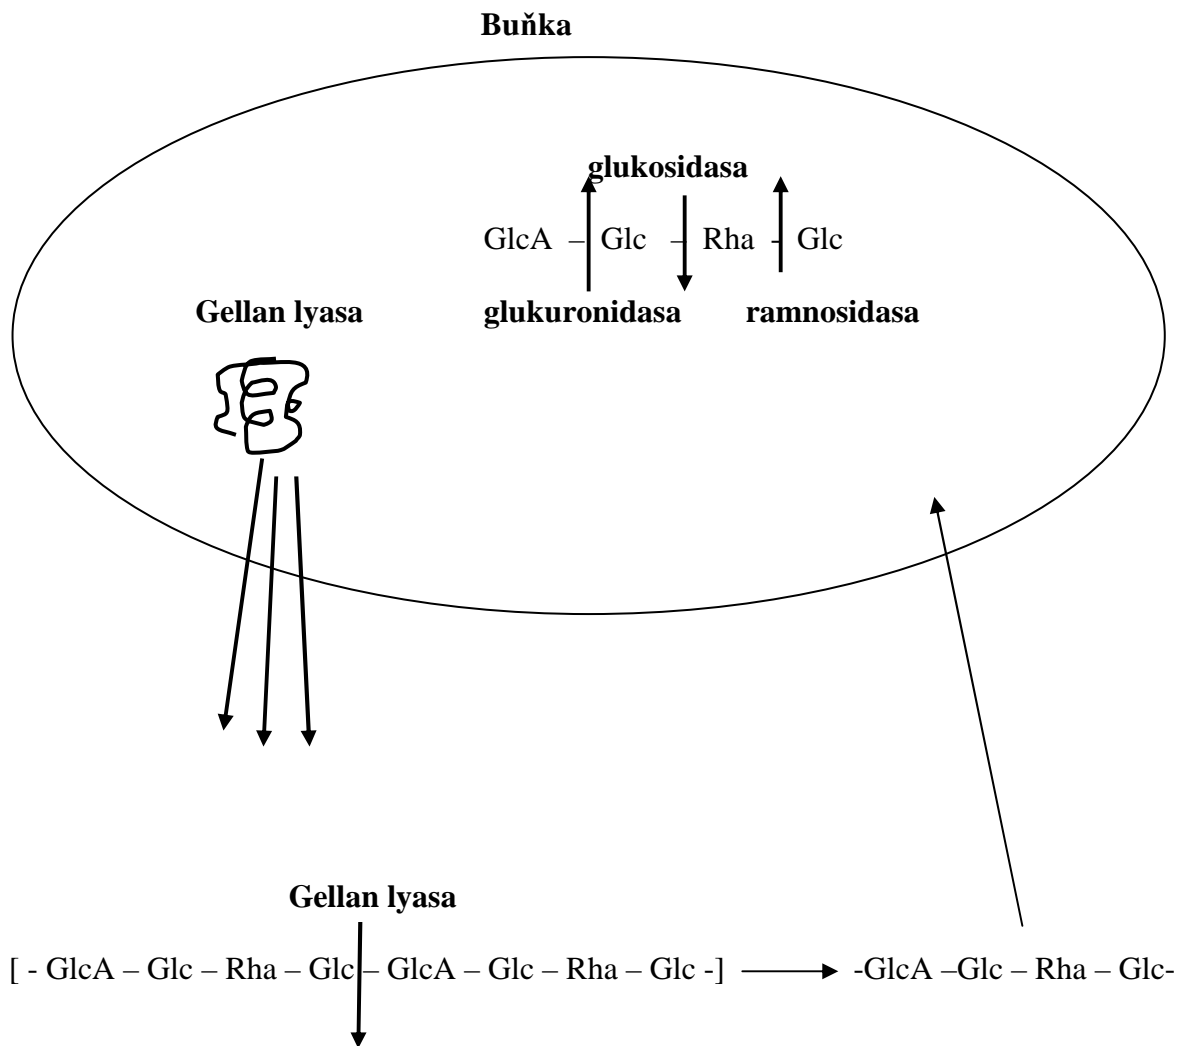 Buňka
glukosidasa
GlcA – Glc – Rha - Glc
Gellan lyasa glukuronidasa ramnosidasa
Gellan lyasa
[ - GlcA – Glc – Rha – Glc – GlcA – Glc – Rha – Glc -] -GlcA –Glc – Rha – Glc-